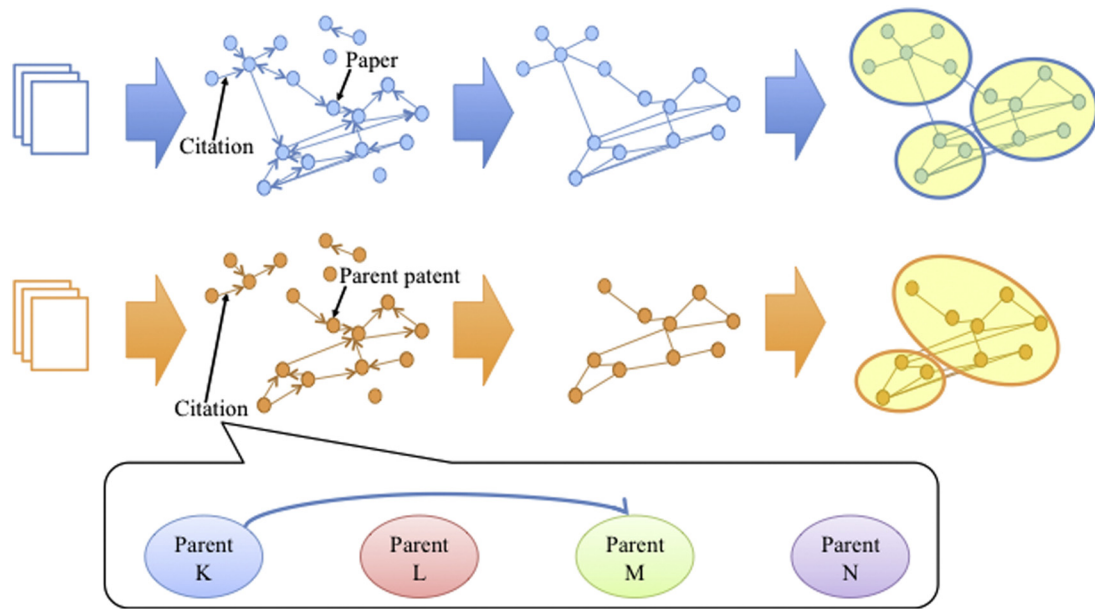 Paper
Citation
Parent patent
Citation
Parent
K
Parent
L
Parent
M
Parent
N